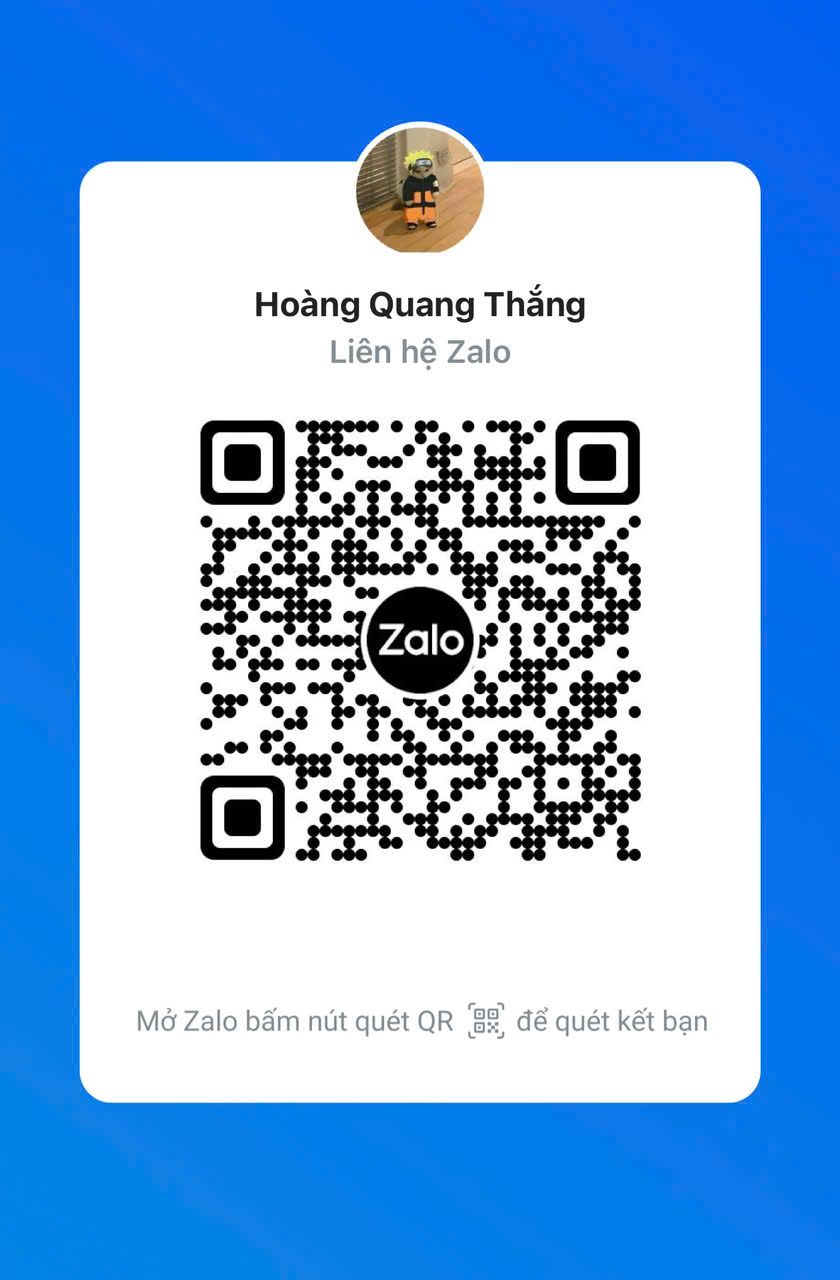 Hoàng Quang Thắng
Liên hệ Zalo
Zalo
Mở Zalo bấm nút quét QR để quét kết bạn